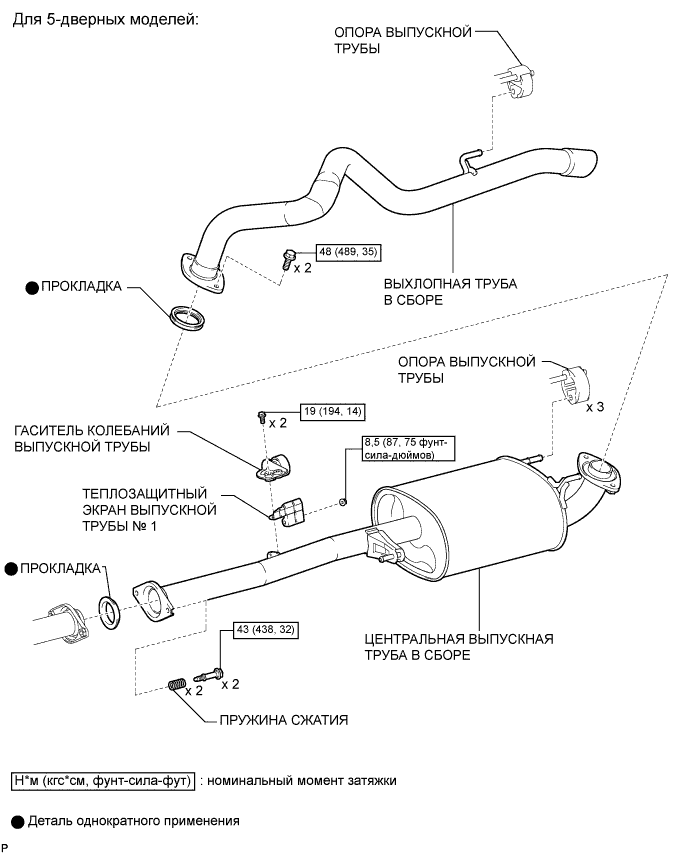 Для 5-дверных моделей:
ОПОРА ВЫПУСКНОЙ
ТРУБЫ
48 (489, 35)
x 2
ПРОКЛАДКА
ВЫХЛОПНАЯ ТРУБА
В СБОРЕ
ОПОРА ВЫПУСКНОЙ
ТРУБЫ
x 3
19 (194, 14)
x 2
ГАСИТЕЛЬ КОЛЕБАНИЙ
ВЫПУСКНОЙ ТРУБЫ
8,5 (87, 75 фунт-
сила-дюймов)
ТЕПЛОЗАЩИТНЫЙ
ЭКРАН ВЫПУСКНОЙ
ТРУБЫ № 1
ПРОКЛАДКА
43 (438, 32)
ЦЕНТРАЛЬНАЯ ВЫПУСКНАЯ
ТРУБА В СБОРЕ
x 2
x 2
ПРУЖИНА СЖАТИЯ
Н*м (кгс*см, фунт-сила-фут) : номинальный момент затяжки
Деталь однократного применения
P